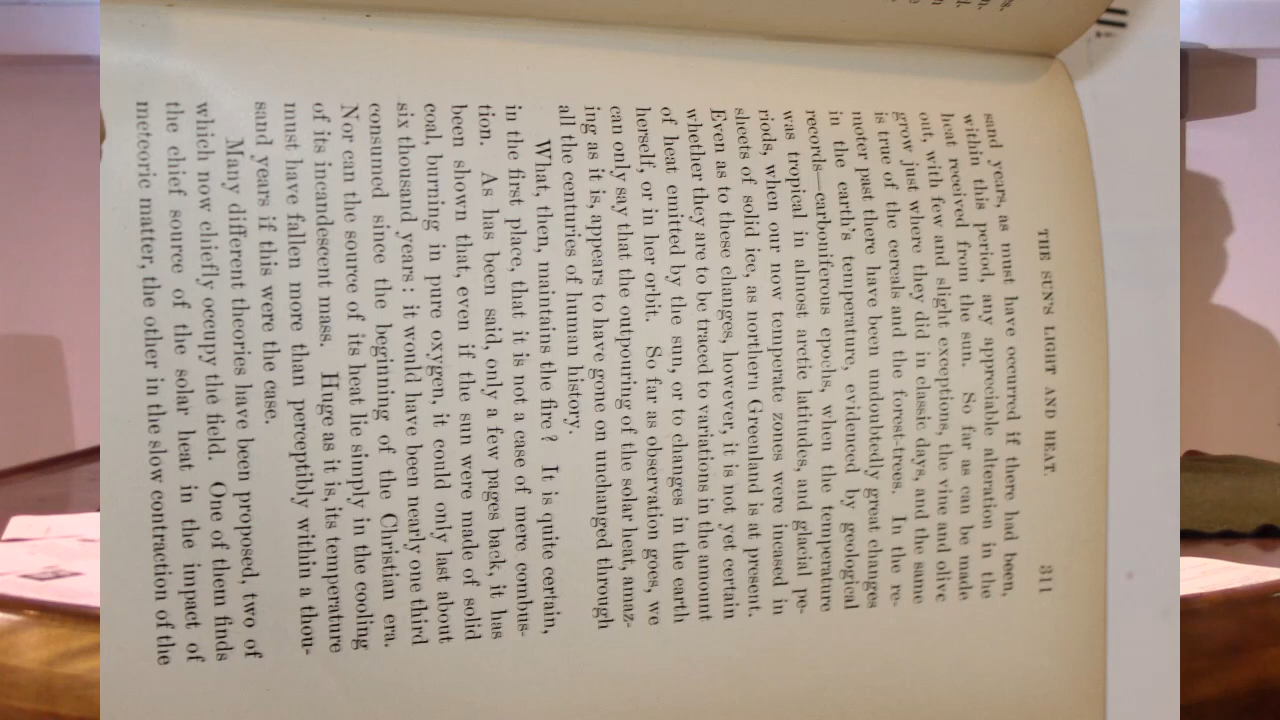 THE SUN'S LIGHT AND HEAT. 311
sand years, as must have occurred if there had been,
within this period, any appreciable alteration in the
heat received from the sun. So far as can be made
out, with few and slight exceptions, the vine and olive
grow just where they did in classic days, and the same
is true of the cereals and the forest-trees. In the re-
moter past there have been undoubtedly great changes
in the earth's temperature, evidenced by geological
records—carboniferous epochs, when the temperature
was tropical in almost arctic latitudes, and glacial pe-
riods, when our now temperate zones were incased in
sheets of solid ice, as northern Greenland is at present.
Even as to these changes, however, it is not yet certain
whether they are to be traced to variations in the amount
of heat emitted by the sun, or to changes in the earth
herself, or in her orbit. So far as observation goes, we
can only say that the outpouring of the solar heat, amaz-
ing as it is, appears to have gone on unchanged through
all the centuries of human history.
What, then, maintains the fire? It is quite certain,
in the first place, that it is not a case of mere combus-
tion. As has been said, only a few pages back, it has
been shown that, even if the sun were made of solid
coal, burning in pure oxygen, it could only last about
six thousand years: it would have been nearly one third
consumed since the beginning of the Christian era.
Nor can the source of its heat lie simply in the cooling
of its incandescent mass. Huge as it is, its temperature
must have fallen more than perceptibly within a thou-
sand years if this were the case.
Many different theories have been proposed, two of
which now chiefly occupy the field. One of them finds
the chief source of the solar heat in the impact of
meteoric matter, the other in the slow contraction of the